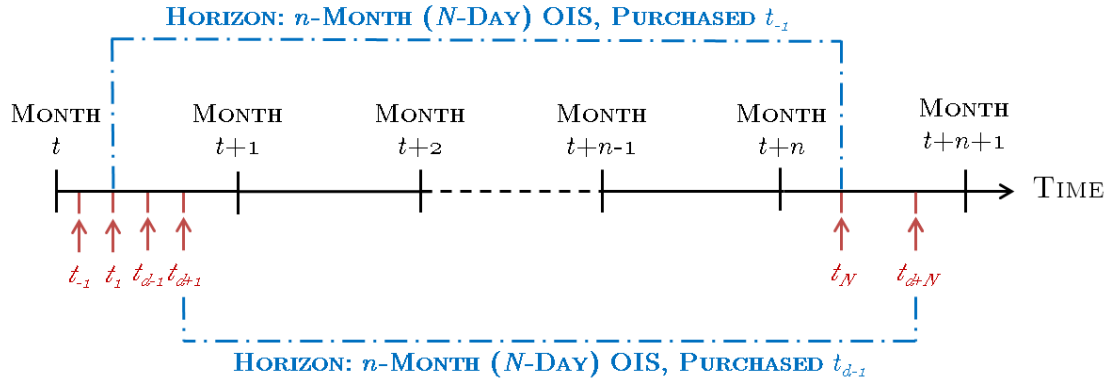 HORIZON: n-MONTH (N-DAY) OIS, PURCHASED t-1
MONTH t
MONTH t+1
MONTH t+2
MONTH t+n-1
MONTH t+n
MONTH t+n+1
TIME
t-1
t1
td-1
td+1
tN
td+N
HORIZON: n-MONTH (N-DAY) OIS, PURCHASED td-1